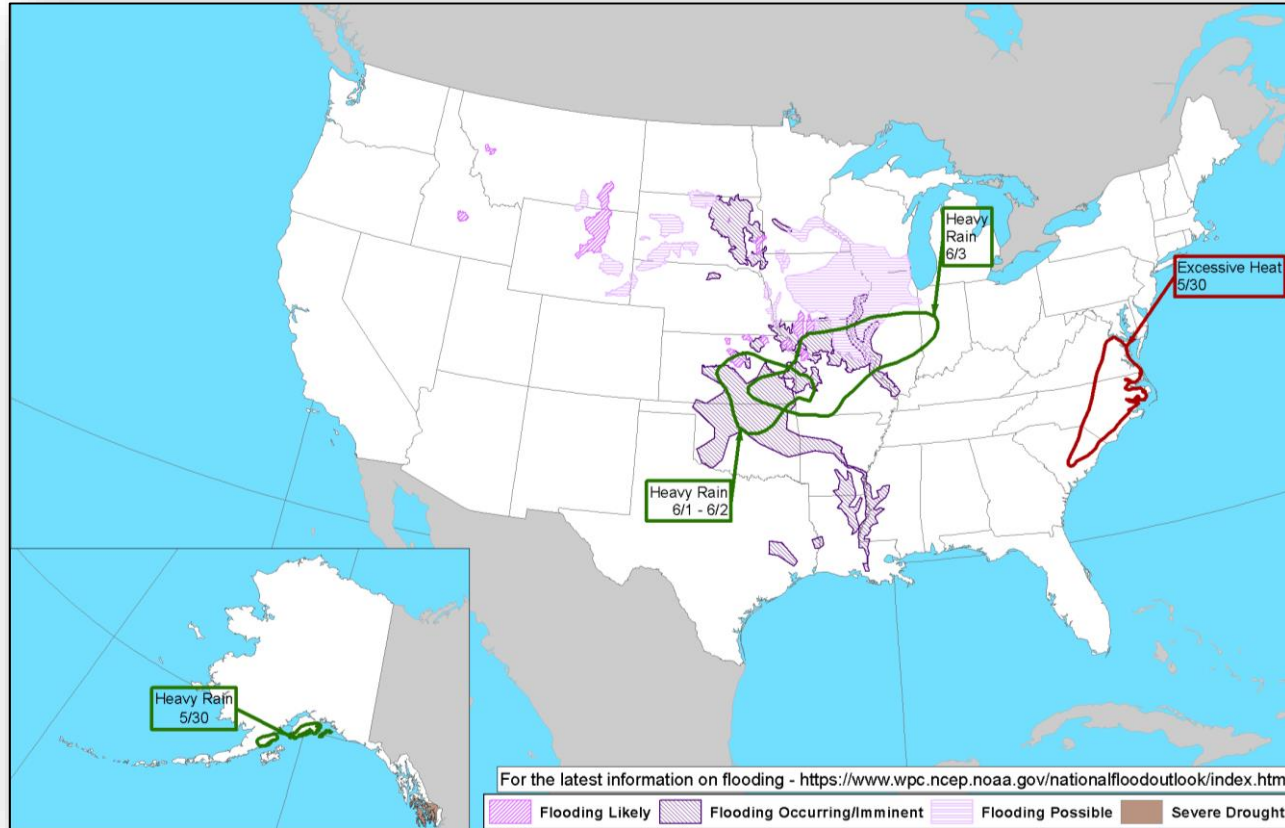 Heavy
Rain
6/3
Excessive Heat
5/30
Heavy Rain
6/1 - 6/2
Heavy Rain
5/30
For the latest information on flooding - https://www.wpc.ncep.noaa.gov/nationalfloodoutlook/index.htm
Flooding Likely Flooding Occurring/Imminent Flooding Possible Severe Drought